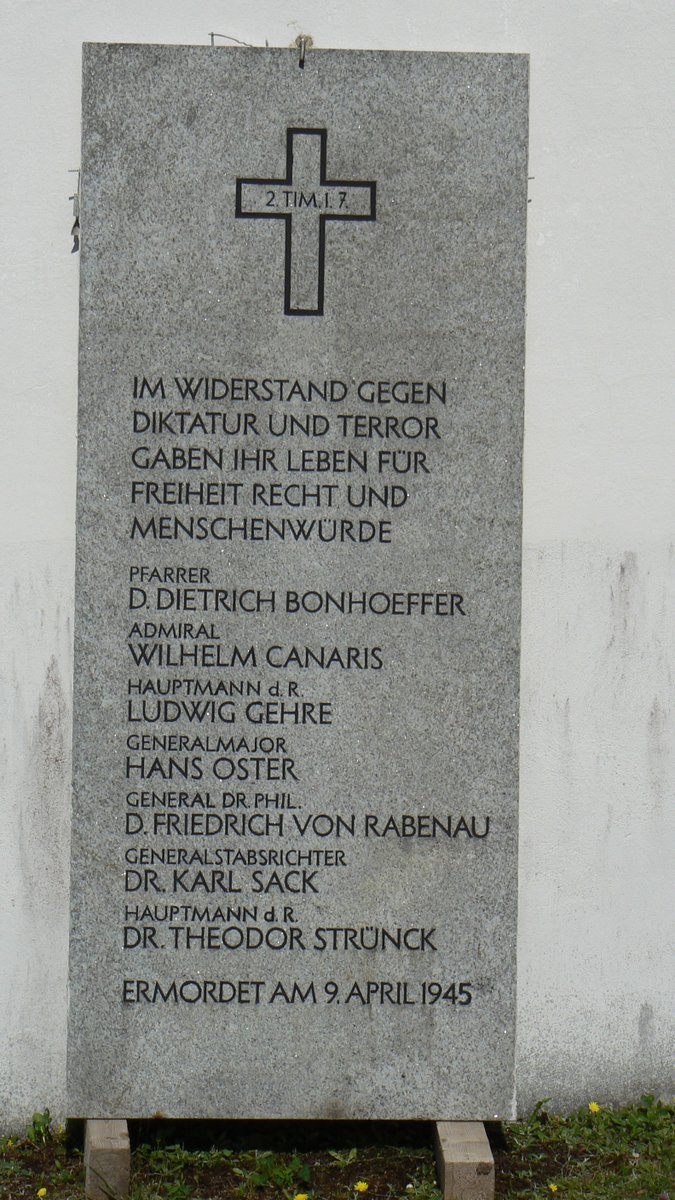 2. TIM. 1. 7.
IM WIDERSTAND GEGEN
DIKTATUR UND TERROR
GABEN IHR LEBEN FÜR
FREIHEIT RECHT UND
MENSCHENWÜRDE
PFARRER
D. DIETRICH BONHOEFFER
ADMIRAL
WILHELM CANARIS
HAUPTMANN d. R.
LUDWIG GEHRE
GENERALMAJOR
HANS OSTER
GENERAL DR. PHIL.
D. FRIEDRICH VON RABENAU
GENERALSTABSRICHTER
DR. KARL SACK
HAUPTMANN d. R.
DR. THEODOR STRÜNCK
ERMORDET AM 9. APRIL 1945